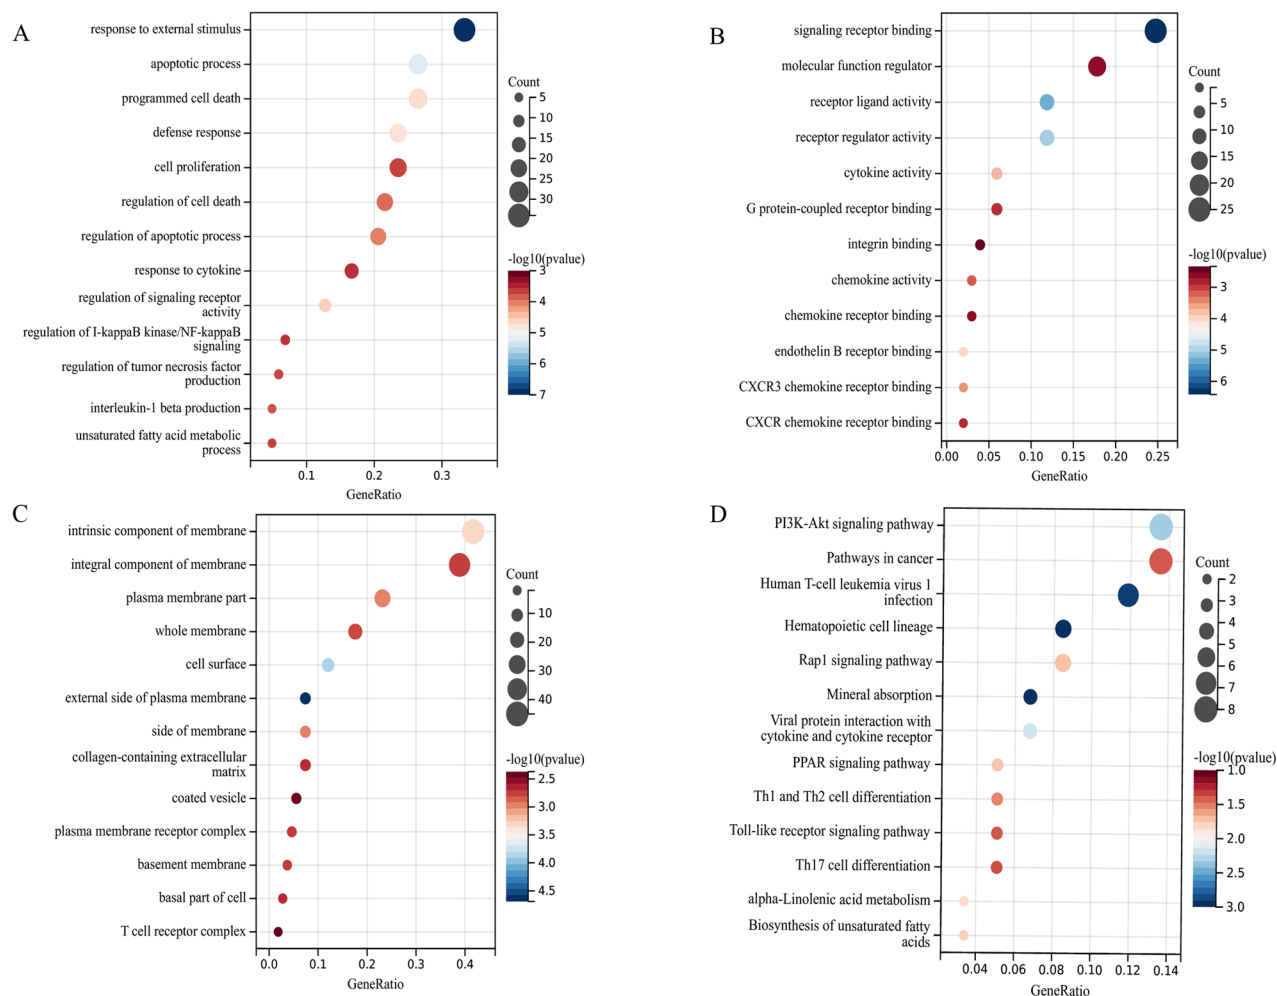 A
response to external stimulus
apoptotic process
programmed cell death
defense response
cell proliferation
regulation of cell death
regulation of apoptotic process
response to cytokine
regulation of signaling receptor
activity
regulation of I-kappaB kinase/NF-kappaB
signaling
regulation of tumor necrosis factor
production
interleukin-1 beta production
unsaturated fatty acid metabolic
process
0.1 0.2 0.3
GeneRatio
Count
5
10
15
20
25
30
-log10(pvalue)
3
4
5
6
7
B
signaling receptor binding
molecular function regulator
receptor ligand activity
receptor regulator activity
cytokine activity
G protein-coupled receptor binding
integrin binding
chemokine activity
chemokine receptor binding
endothelin B receptor binding
CXCR3 chemokine receptor binding
CXCR chemokine receptor binding
0.00 0.05 0.10 0.15 0.20 0.25
GeneRatio
Count
5
10
15
20
25
-log10(pvalue)
3
4
5
6
C
intrinsic component of membrane
integral component of membrane
plasma membrane part
whole membrane
cell surface
external side of plasma membrane
side of membrane
collagen-containing extracellular
matrix
coated vesicle
plasma membrane receptor complex
basement membrane
basal part of cell
T cell receptor complex
0.0 0.1 0.2 0.3 0.4
GeneRatio
Count
10
20
30
40
-log10(pvalue)
2.5
3.0
3.5
4.0
4.5
D
PI3K-Akt signaling pathway
Pathways in cancer
Human T-cell leukemia virus 1
infection
Hematopoietic cell lineage
Rap1 signaling pathway
Mineral absorption
Viral protein interaction with
cytokine and cytokine receptor
PPAR signaling pathway
Th1 and Th2 cell differentiation
Toll-like receptor signaling pathway
Th17 cell differentiation
alpha-Linolenic acid metabolism
Biosynthesis of unsaturated fatty
acids
0.04 0.06 0.08 0.10 0.12 0.14
GeneRatio
Count
2
3
4
5
6
7
8
-log10(pvalue)
1.0
1.5
2.0
2.5
3.0